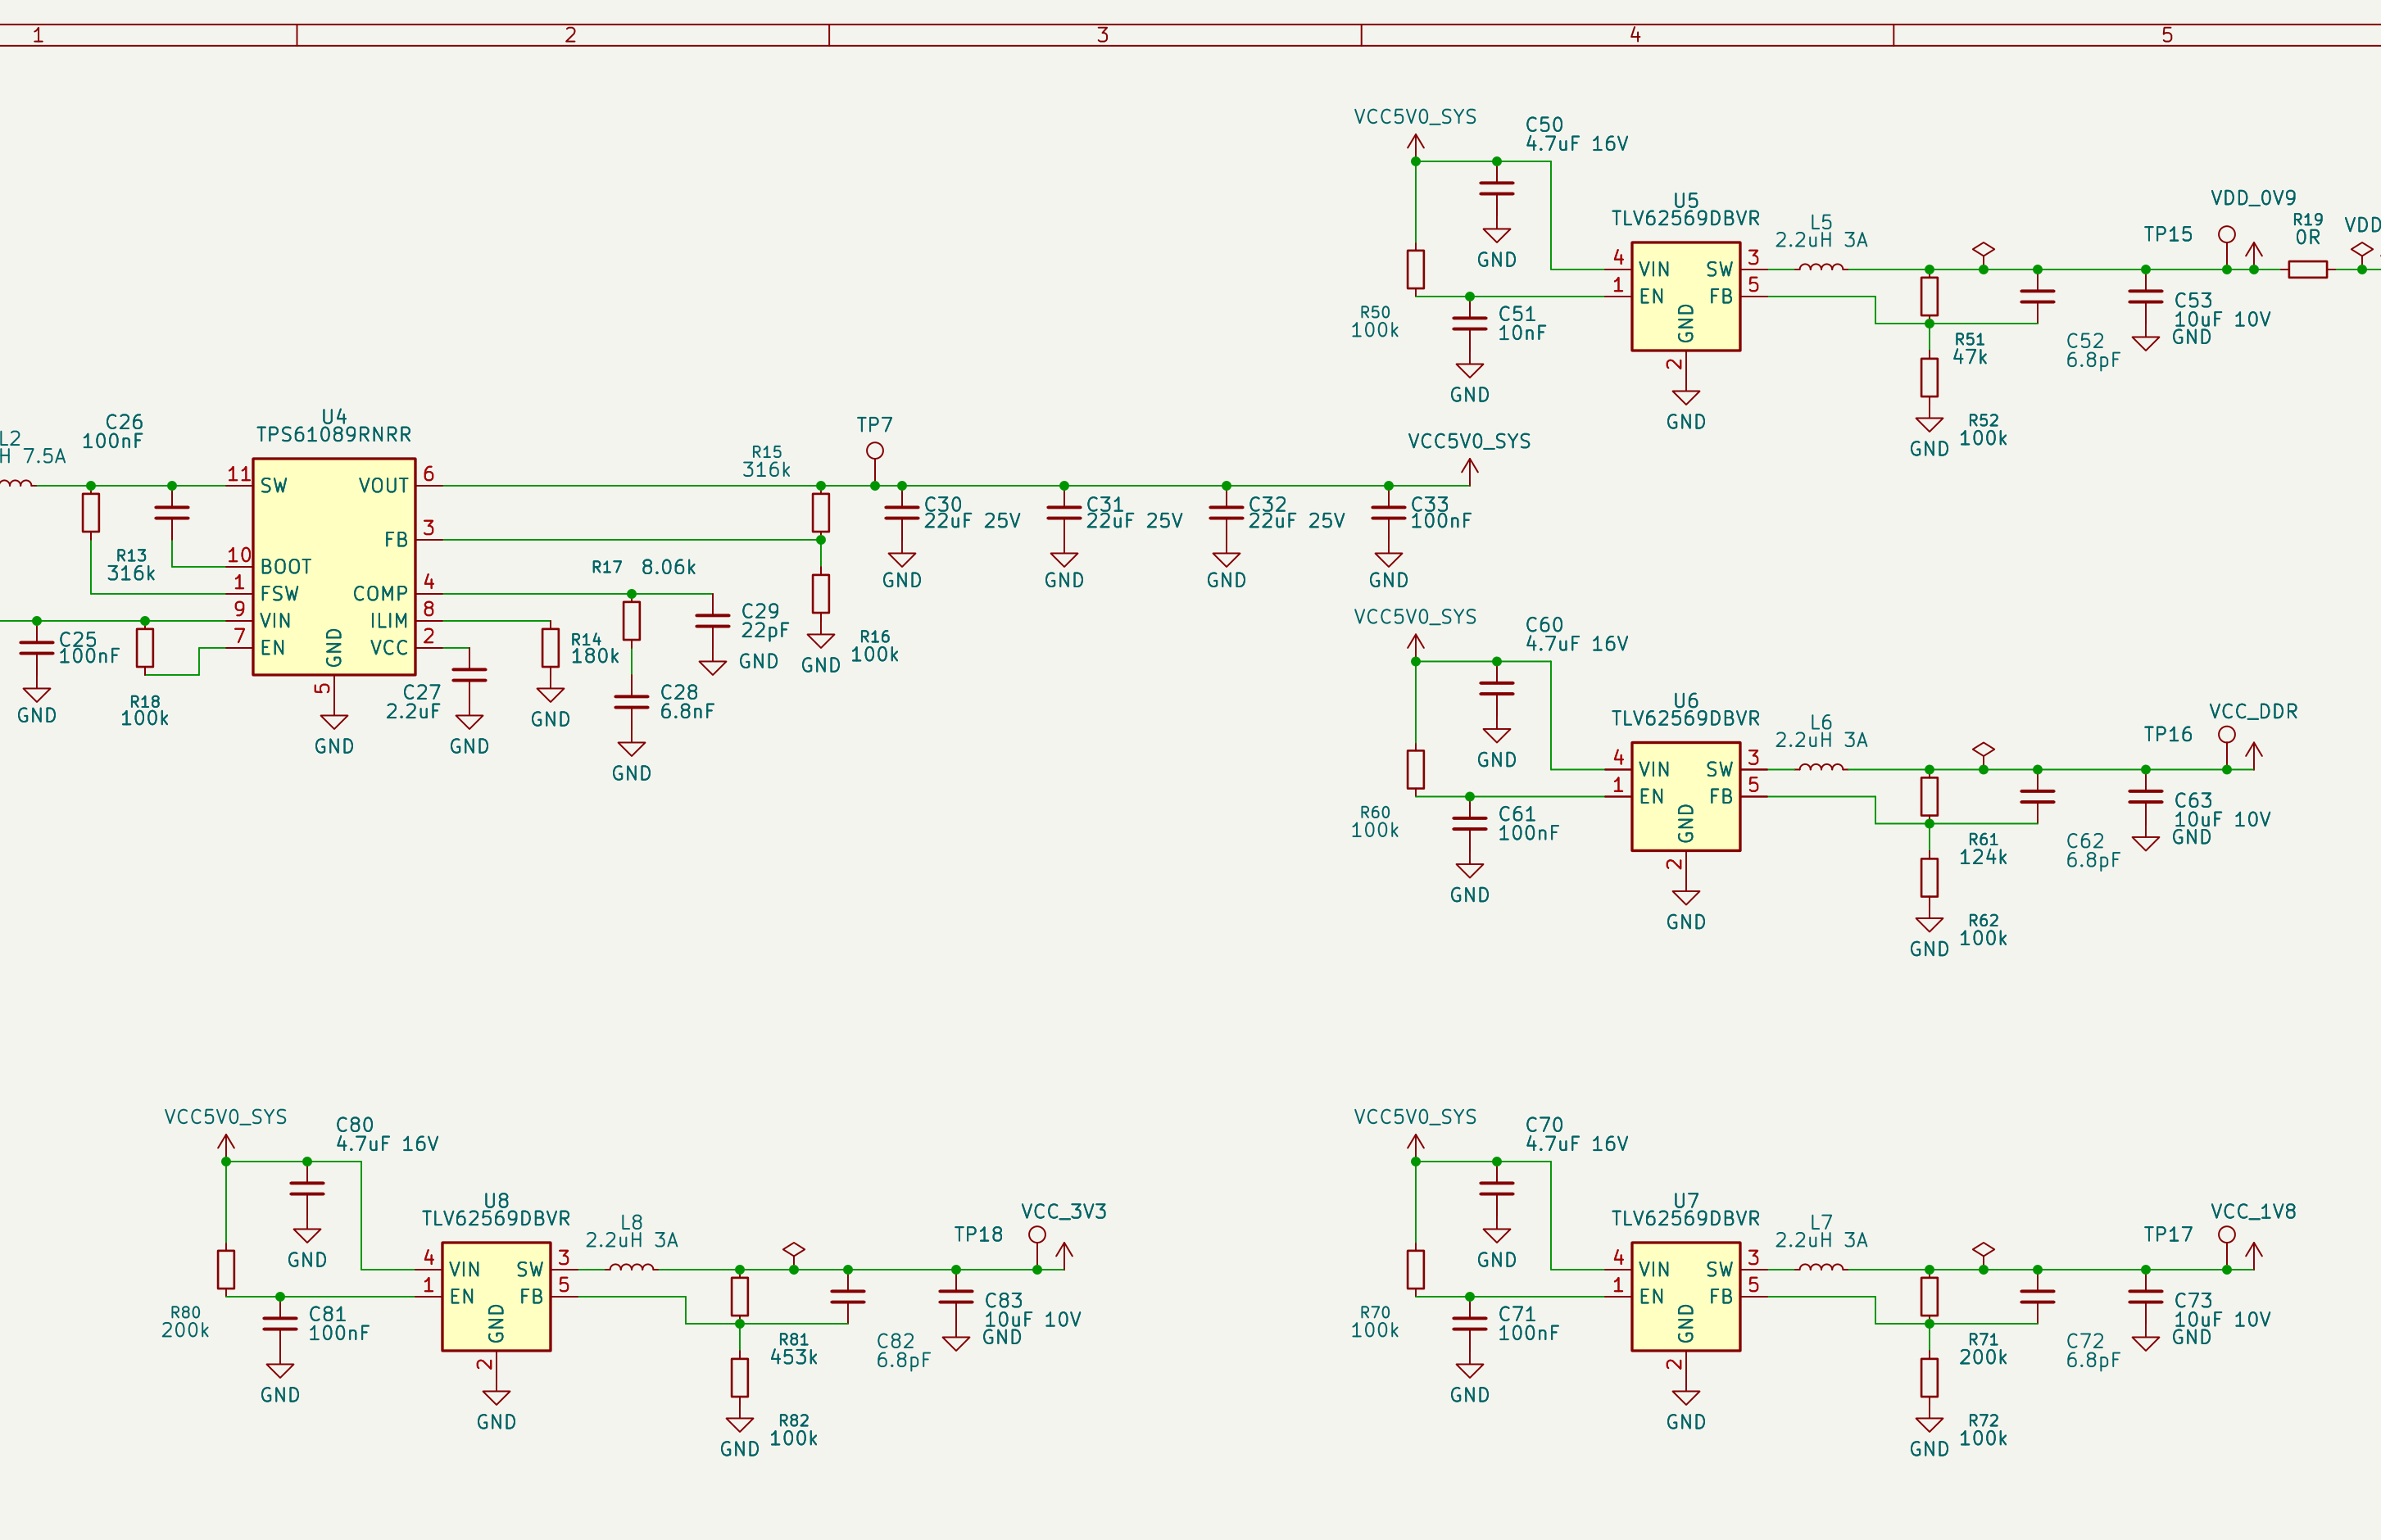 1
2
3
4
5
VCC5V0_SYS
C50
4.7uF 16V
GND
U5
TLV62569DBVR
4
VIN
SW
3
1
EN
FB
5
GND
2
GND
R50
100k
C51
10nF
GND
L5
2.2uH 3A
R51
47k
R52
100k
GND
C52
6.8pF
C53
10uF 10V
GND
TP15
VDD_0V9
R19
0R
VDD
L2
H 7.5A
C26
100nF
R13
316k
U4
TPS61089RNRR
11
SW
VOUT
6
FB
3
10
BOOT
1
FSW
COMP
4
9
VIN
ILIM
8
7
EN
VCC
2
GND
5
GND
C25
100nF
GND
R18
100k
C27
2.2uF
GND
R14
180k
GND
R17
8.06k
C28
6.8nF
GND
C29
22pF
GND
R15
316k
R16
100k
GND
TP7
C30
22uF 25V
GND
C31
22uF 25V
GND
C32
22uF 25V
GND
C33
100nF
GND
VCC5V0_SYS
VCC5V0_SYS
C60
4.7uF 16V
GND
U6
TLV62569DBVR
4
VIN
SW
3
1
EN
FB
5
GND
2
GND
R60
100k
C61
100nF
GND
L6
2.2uH 3A
R61
124k
R62
100k
GND
C62
6.8pF
C63
10uF 10V
GND
TP16
VCC_DDR
VCC5V0_SYS
C80
4.7uF 16V
GND
U8
TLV62569DBVR
4
VIN
SW
3
1
EN
FB
5
GND
2
GND
R80
200k
C81
100nF
GND
L8
2.2uH 3A
R81
453k
R82
100k
GND
C82
6.8pF
C83
10uF 10V
GND
TP18
VCC_3V3
VCC5V0_SYS
C70
4.7uF 16V
GND
U7
TLV62569DBVR
4
VIN
SW
3
1
EN
FB
5
GND
2
GND
R70
100k
C71
100nF
GND
L7
2.2uH 3A
R71
200k
R72
100k
GND
C72
6.8pF
C73
10uF 10V
GND
TP17
VCC_1V8